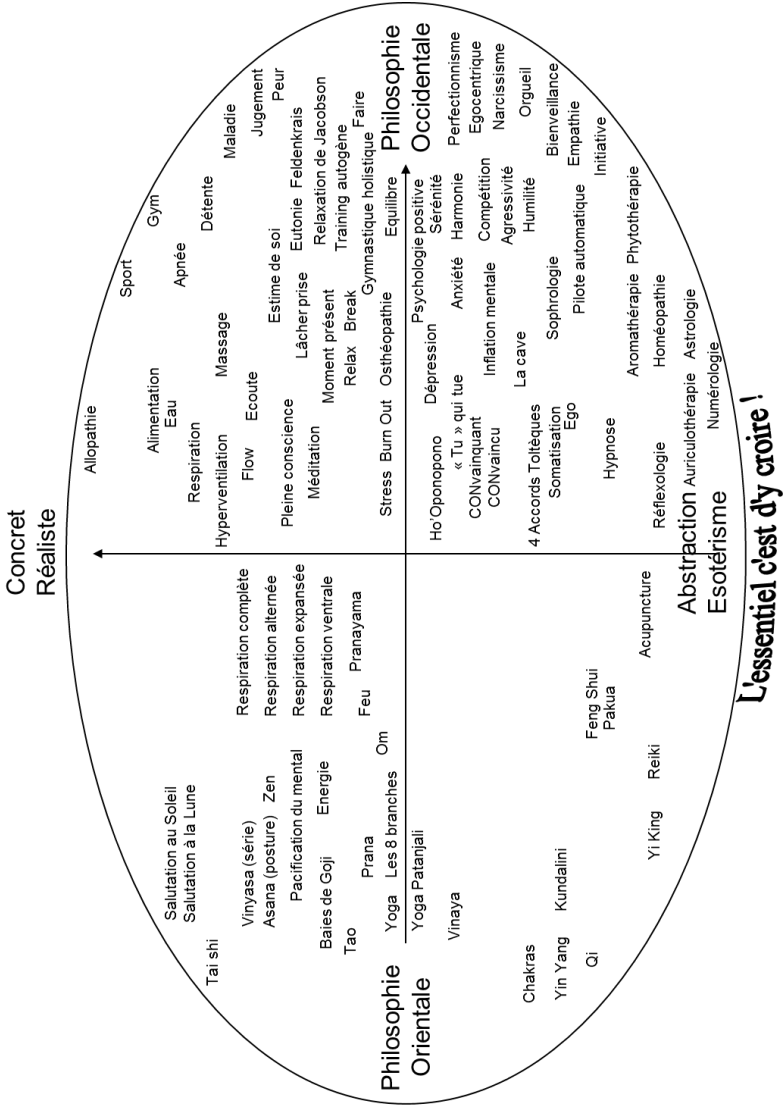 Concret
Réaliste
Allopathie
Sport
Alimentation
Gym
Eau
Apnée
Salutation au Soleil
Salutation à la Lune
Respiration
Détente
Tai shi
Hyperventilation
Massage
Maladie
Vinyasa (série)
Respiration complète
Flow
Ecoute
Jugement
Asana (posture)
Zen
Respiration alternée
Estime de soi
Peur
Pacification du mental
Respiration expansée
Pleine conscience
Lâcher prise
Eutonie
Feldenkrais
Baies de Goji
Energie
Respiration ventrale
Méditation
Moment présent
Relaxation de Jacobson
Tao
Prana
Feu
Pranayama
Relax
Break
Training autogène
Faire
Gymnastique holistique
Om
Yoga
Les 8 branches
Stress
Burn Out
Osthéopathie
Equilibre
Philosophie
Orientale
Philosophie
Occidentale
Yoga Patanjali
Vinaya
Ho'Oponopono
Dépression
Psychologie positive
Sérénité
« Tu » qui tue
Anxiété
Harmonie
Perfectionnisme
CONvainquant
CONvaincu
Inflation mentale
Compétition
Egocentrique
Agressivité
Narcissisme
Chakras
4 Accords Toltèques
La cave
Humilité
Orgueil
Yin Yang
Kundalini
Somatisation
Ego
Sophrologie
Pilote automatique
Bienveillance
Empathie
Initiative
Qi
Feng Shui
Pakua
Hypnose
Yi King
Reiki
Acupuncture
Réflexologie
Aromathérapie
Phytothérapie
Homéopathie
Auriculothérapie
Astrologie
Numérologie
Abstraction
Esotérisme
L'essentiel c'est d'y croire !